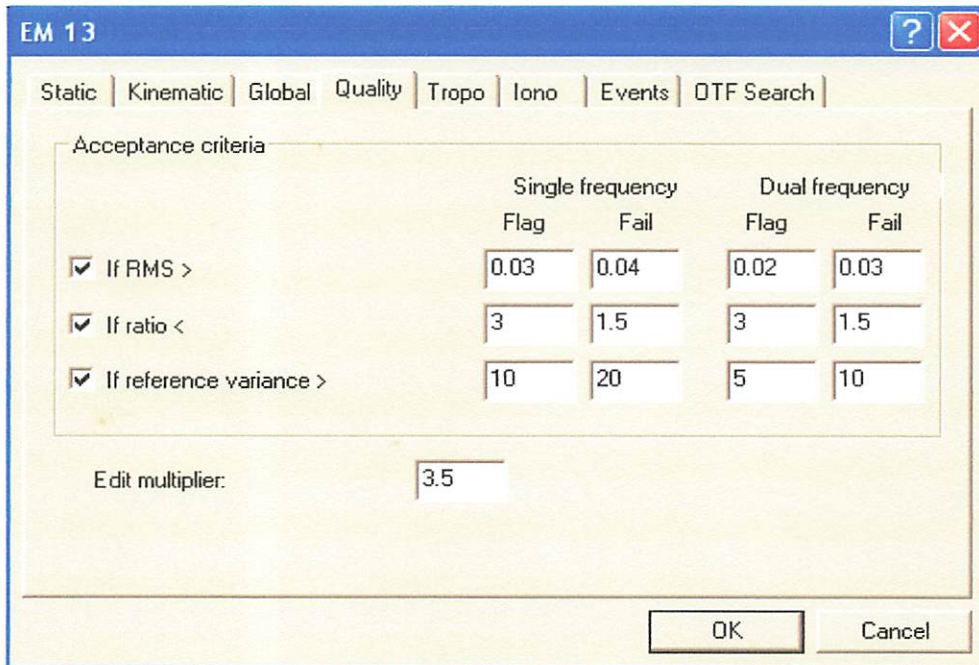 EM 13
Static Kinematic Global Quality Tropo Iono Events OTF Search
Acceptance criteria
Single frequency Dual frequency
Flag Fail Flag Fail
If RMS > 0.03 0.04 0.02 0.03
If ratio < 3 1.5 3 1.5
If reference variance > 10 20 5 10
Edit multiplier: 3.5
OK Cancel